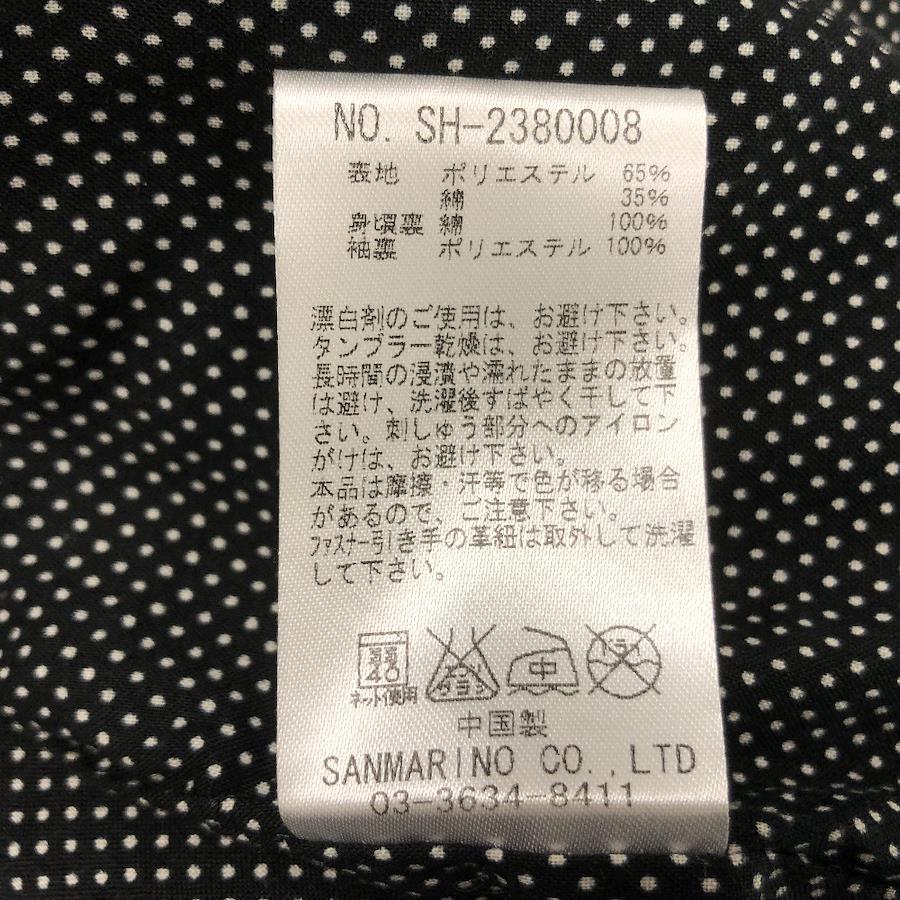 NO. SH-2380008
表地 ポリエステル 65%
綿 35%
身頃裏 綿 100%
袖裏 ポリエステル 100%
漂白剤のご使用は、お避け下さい。
タンブラー乾燥は、お避け下さい。
長時間の浸漬や濡れたままの放置
は避け、洗濯後すばやく干して下
さい。刺しゅう部分へのアイロン
がけは、お避け下さい。
本品は摩擦・汗等で色が移る場合
があるので、ご注意下さい。
ファスナー引き手の革紐は取外して洗濯
して下さい。
弱 40 エンソサラシ 中 ドライ
ネット使用
中国製
SANMARINO CO.,LTD
03-3634-8411